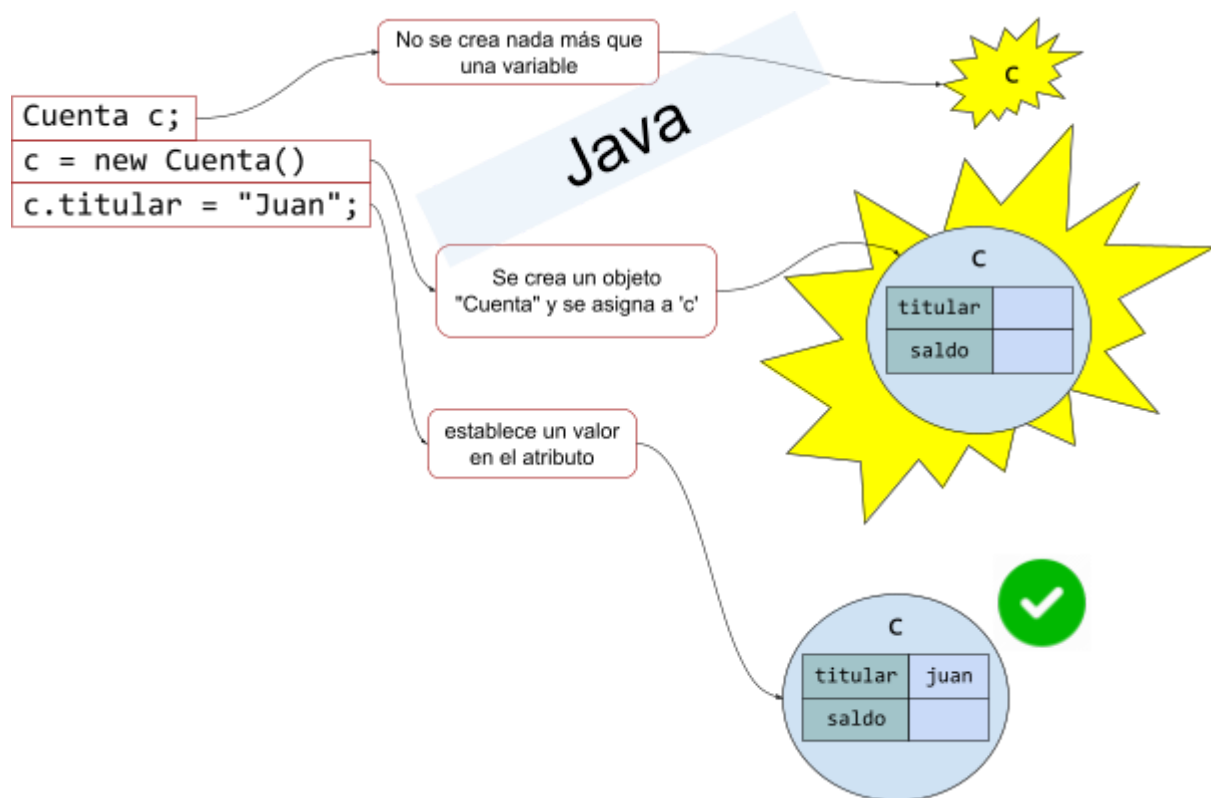 No se crea nada más que
una variable
c
Cuenta c;
Java
c = new Cuenta()
c.titular = "Juan";
Se crea un objeto
"Cuenta" y se asigna a 'c'
c
titular
saldo
establece un valor
en el atributo
c
titular juan
saldo